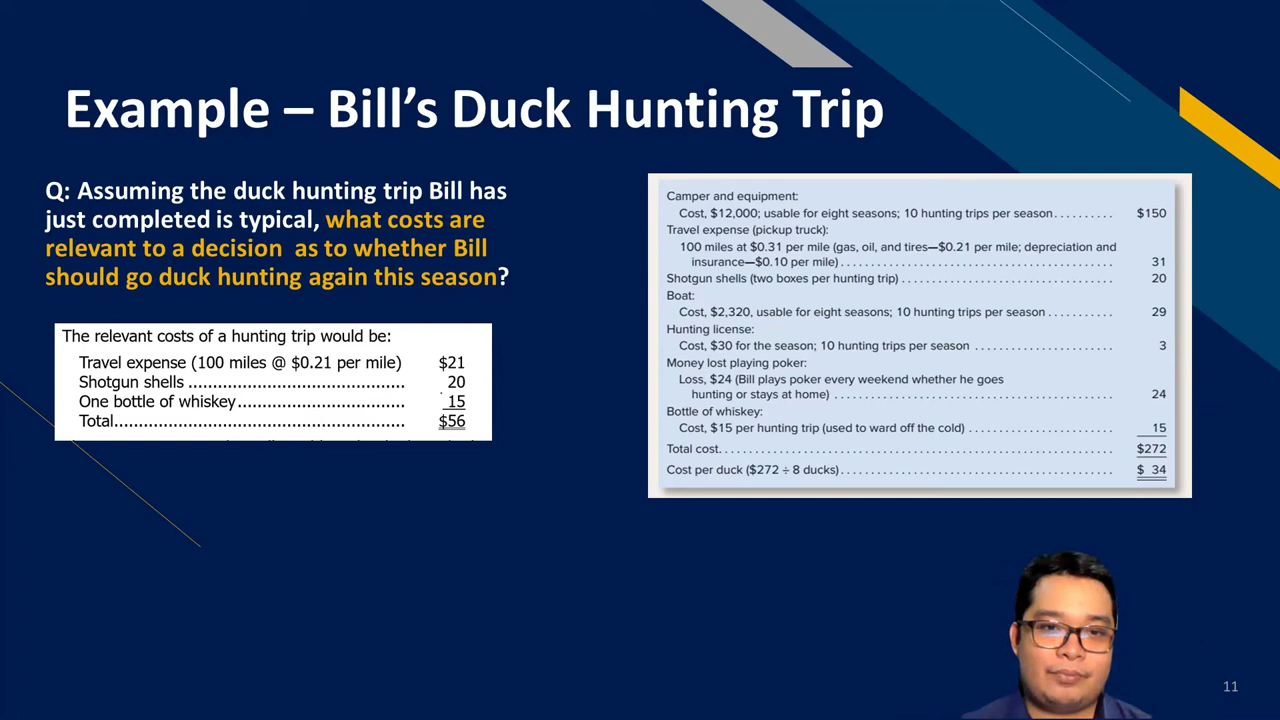 Example – Bill’s Duck Hunting Trip
Q: Assuming the duck hunting trip Bill has
just completed is typical, what costs are
relevant to a decision as to whether Bill
should go duck hunting again this season?
The relevant costs of a hunting trip would be:
Travel expense (100 miles @ $0.21 per mile) $21
Shotgun shells ............................................ 20
One bottle of whiskey.................................. 15
Total.......................................................... $56
Camper and equipment:
Cost, $12,000; usable for eight seasons; 10 hunting trips per season . . . . . . . . . . $150
Travel expense (pickup truck):
100 miles at $0.31 per mile (gas, oil, and tires—$0.21 per mile; depreciation and
insurance—$0.10 per mile) . . . . . . . . . . . . . . . . . . . . . . . . . . . . . . . . . . . . . . . . . . . . . . 31
Shotgun shells (two boxes per hunting trip) . . . . . . . . . . . . . . . . . . . . . . . . . . . . . . . . . . . . 20
Boat:
Cost, $2,320, usable for eight seasons; 10 hunting trips per season . . . . . . . . . . . 29
Hunting license:
Cost, $30 for the season; 10 hunting trips per season . . . . . . . . . . . . . . . . . . . . . . . . 3
Money lost playing poker:
Loss, $24 (Bill plays poker every weekend whether he goes
hunting or stays at home) . . . . . . . . . . . . . . . . . . . . . . . . . . . . . . . . . . . . . . . . . . . . . . . . 24
Bottle of whiskey:
Cost, $15 per hunting trip (used to ward off the cold) . . . . . . . . . . . . . . . . . . . . . . . . . 15
Total cost. . . . . . . . . . . . . . . . . . . . . . . . . . . . . . . . . . . . . . . . . . . . . . . . . . . . . . . . . . . . . . . . . . $272
Cost per duck ($272 ÷ 8 ducks) . . . . . . . . . . . . . . . . . . . . . . . . . . . . . . . . . . . . . . . . . . . . . . $ 34
11